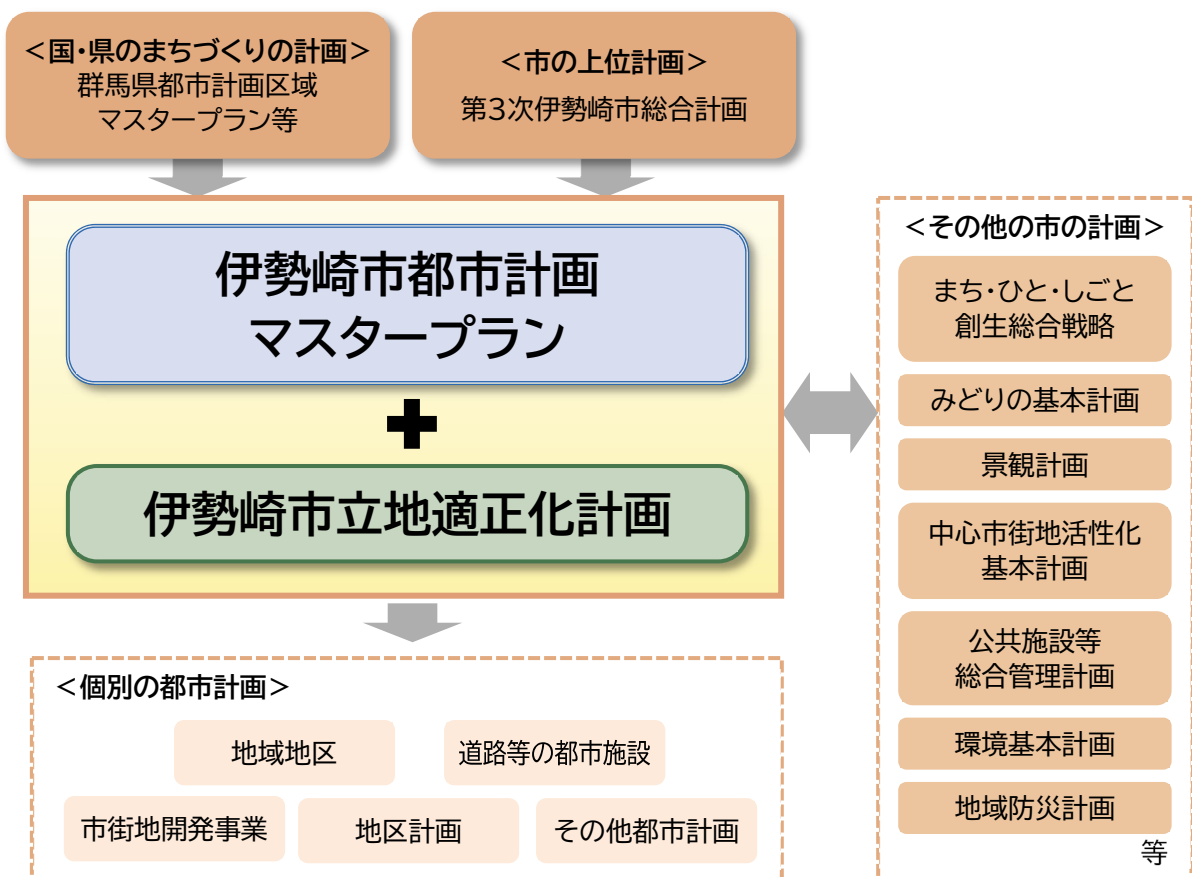 <国・県のまちづくりの計画>
群馬県都市計画区域
マスタープラン等
<市の上位計画>
第3次伊勢崎市総合計画
伊勢崎市都市計画
マスタープラン
伊勢崎市立地適正化計画
<その他の市の計画>
まち・ひと・しごと
創生総合戦略
みどりの基本計画
景観計画
中心市街地活性化
基本計画
公共施設等
総合管理計画
環境基本計画
地域防災計画
等
<個別の都市計画>
地域地区
道路等の都市施設
市街地開発事業
地区計画
その他都市計画